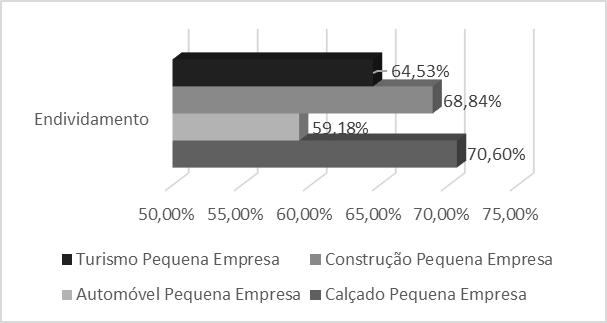 64,53%
68,84%
Endividamento
59,18%
70,60%
50,00% 55,00% 60,00% 65,00% 70,00% 75,00%
Turismo Pequena Empresa Construção Pequena Empresa
Automóvel Pequena Empresa Calçado Pequena Empresa